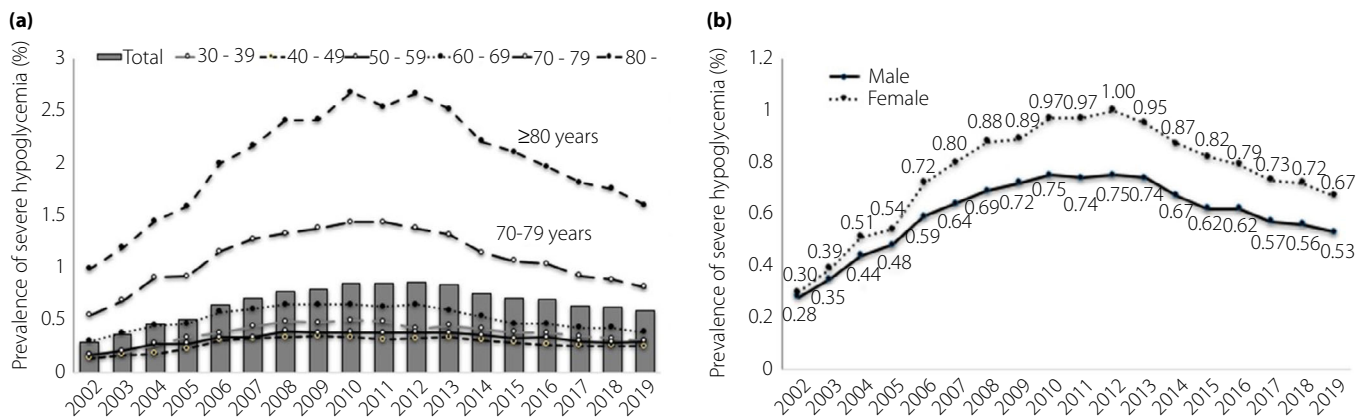 (a)
Prevalence of severe hypoglycemia (%)
3
2.5
2
1.5
1
0.5
0
Total 30 - 39 40 - 49 50 - 59 60 - 69 70 - 79 80 -
≥80 years
70-79 years
2002 2003 2004 2005 2006 2007 2008 2009 2010 2011 2012 2013 2014 2015 2016 2017 2018 2019
(b)
Prevalence of severe hypoglycemia (%)
1.2
1
0.8
0.6
0.4
0.2
0
Male
Female
0.30 0.39 0.51 0.54 0.72 0.80 0.88 0.89 0.97 0.97 1.00 0.95 0.87 0.82 0.79 0.73 0.72 0.67
0.28 0.35 0.44 0.48 0.59 0.64 0.69 0.72 0.75 0.74 0.75 0.74 0.67 0.62 0.62 0.57 0.56 0.53
2002 2003 2004 2005 2006 2007 2008 2009 2010 2011 2012 2013 2014 2015 2016 2017 2018 2019